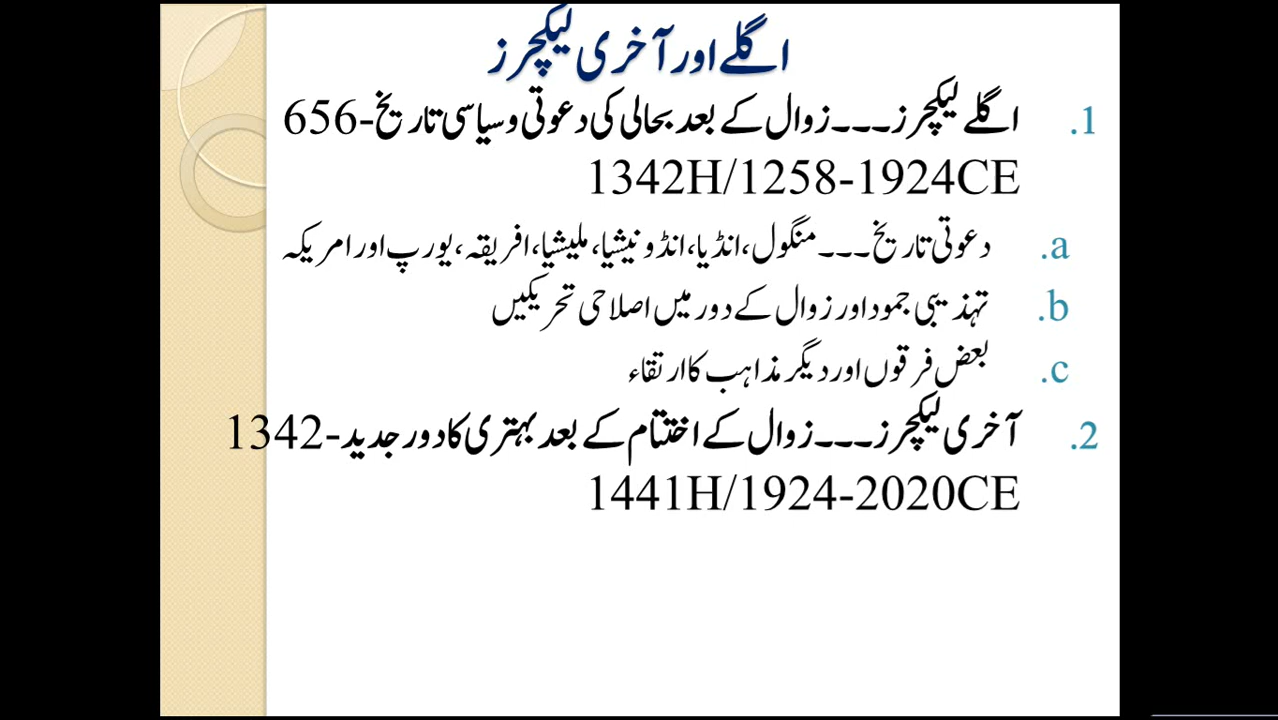 اگلے اور آخری لیکچرز
1. اگلے لیکچرز۔۔۔زوال کے بعد بحالی کی دعوتی و سیاسی تاریخ-656
1342H/1258-1924CE
a. دعوتی تاریخ۔۔۔منگول،انڈیا،انڈونیشیا،ملیشیا،افریقہ،یورپ اور امریکہ
b. تہذیبی جمود اور زوال کے دور میں اصلاحی تحریکیں
c. بعض فرقوں اور دیگر مذاہب کا ارتقاء
2. آخری لیکچرز۔۔۔زوال کے اختتام کے بعد بہتری کا دور جدید-1342
1441H/1924-2020CE